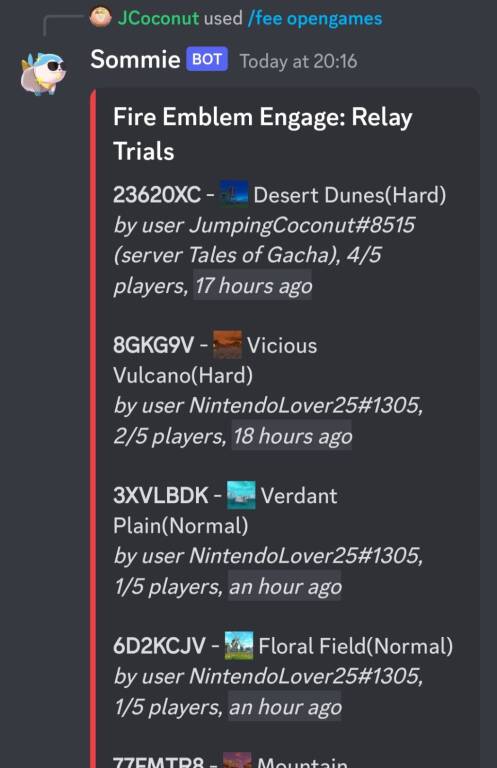 JCoconut used /fee opengames
Sommie BOT Today at 20:16
Fire Emblem Engage: Relay
Trials
23620XC - Desert Dunes(Hard)
by user JumpingCoconut#8515
(server Tales of Gacha), 4/5
players, 17 hours ago
8GKG9V - Vicious
Vulcano(Hard)
by user NintendoLover25#1305,
2/5 players, 18 hours ago
3XVLBDK - Verdant
Plain(Normal)
by user NintendoLover25#1305,
1/5 players, an hour ago
6D2KCJV - Floral Field(Normal)
by user NintendoLover25#1305,
1/5 players, an hour ago
77FMTR8 - Mountain